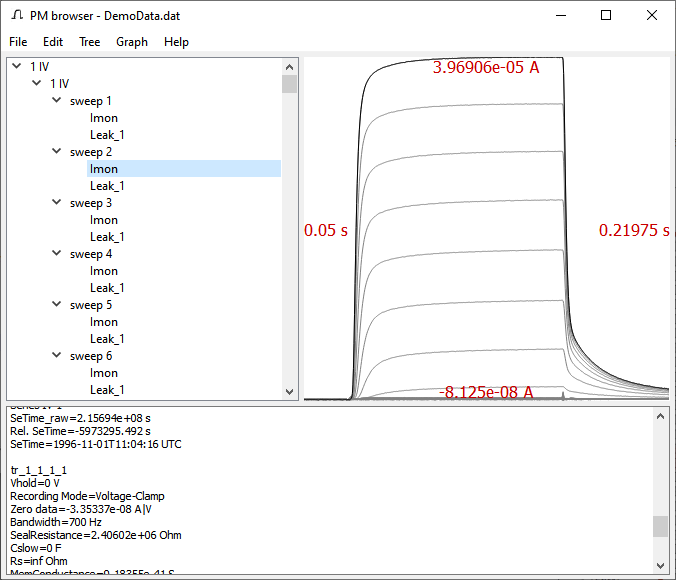 PM browser - DemoData.dat
File Edit Tree Graph Help
1 IV
1 IV
sweep 1
Imon
Leak_1
sweep 2
Imon
Leak_1
sweep 3
Imon
Leak_1
sweep 4
Imon
Leak_1
sweep 5
Imon
Leak_1
sweep 6
Imon
Leak_1
3.96906e-05 A
0.05 s
0.21975 s
-8.125e-08 A
SeTime_raw=2.15694e+08 s
Rel. SeTime=-5973295.492 s
SeTime=1996-11-01T11:04:16 UTC
tr_1_1_1_1
Vhold=0 V
Recording Mode=Voltage-Clamp
Zero data=-3.35337e-08 A|V
Bandwidth=700 Hz
SealResistance=2.40602e+06 Ohm
Cslow=0 F
Rs=inf Ohm